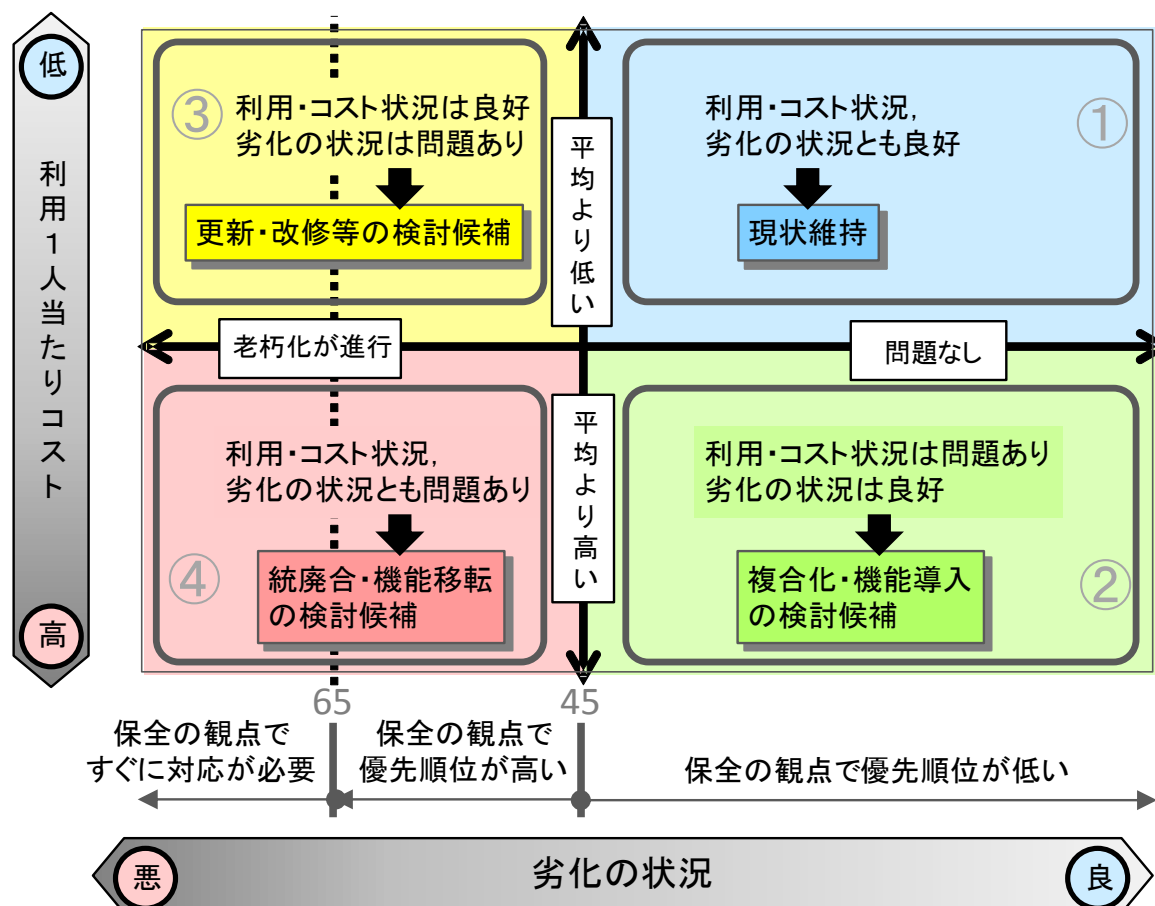 低
利用1人当たりコスト
高
③
利用・コスト状況は良好
劣化の状況は問題あり
更新・改修等の検討候補
平均より低い
①
利用・コスト状況,
劣化の状況とも良好
現状維持
老朽化が進行
問題なし
④
利用・コスト状況,
劣化の状況とも問題あり
統廃合・機能移転
の検討候補
平均より高い
②
利用・コスト状況は問題あり
劣化の状況は良好
複合化・機能導入
の検討候補
65
45
保全の観点で
すぐに対応が必要
保全の観点で
優先順位が高い
保全の観点で優先順位が低い
悪
劣化の状況
良